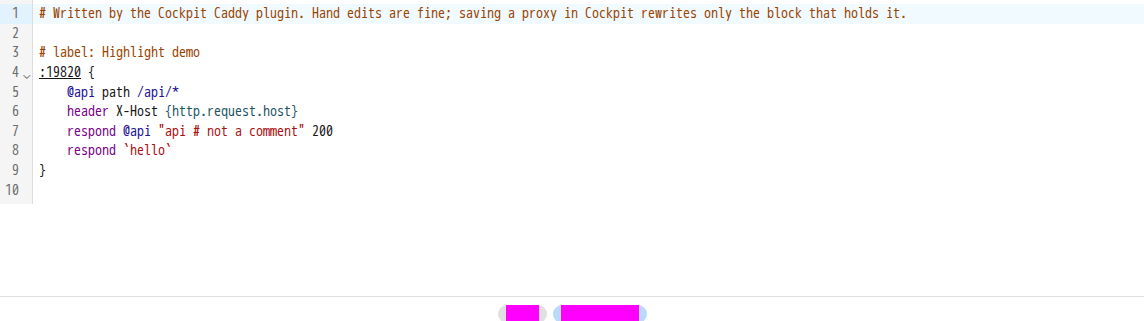 1 # Written by the Cockpit Caddy plugin. Hand edits are fine; saving a proxy in Cockpit rewrites only the block that holds it.
2
3 # label: Highlight demo
4 :19820 {
5     @api path /api/*
6     header X-Host {http.request.host}
7     respond @api "api # not a comment" 200
8     respond `hello`
9 }
10